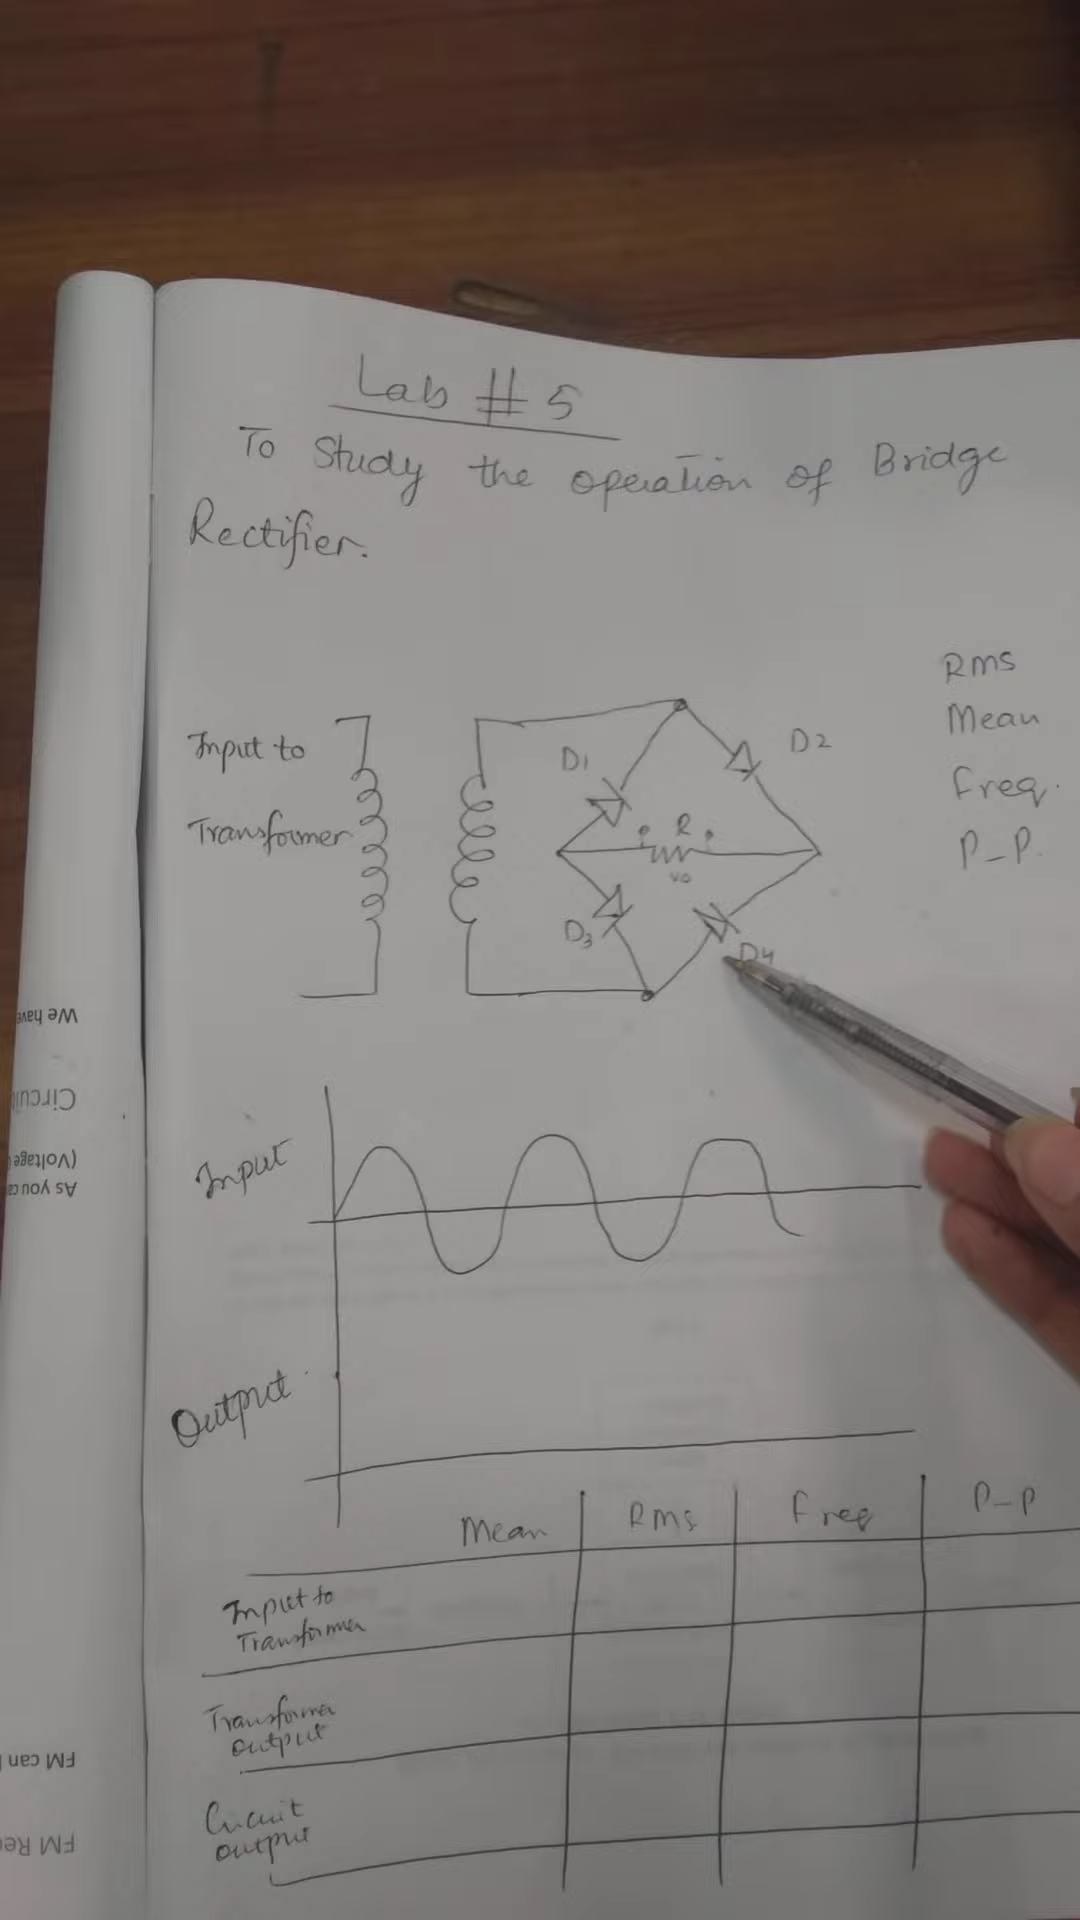 Lab # 5
To Study the operation of Bridge
Rectifier.
Input to
Transformer
D1
D2
R
vo
D3
D4
Rms
Mean
Freq.
P-P.
We have
Circui
(Voltage
As you ca
Input
Output
Mean Rms Freq P-P
Input to
Transformer
Transformer
output
Circuit
output
FM can
FM Re